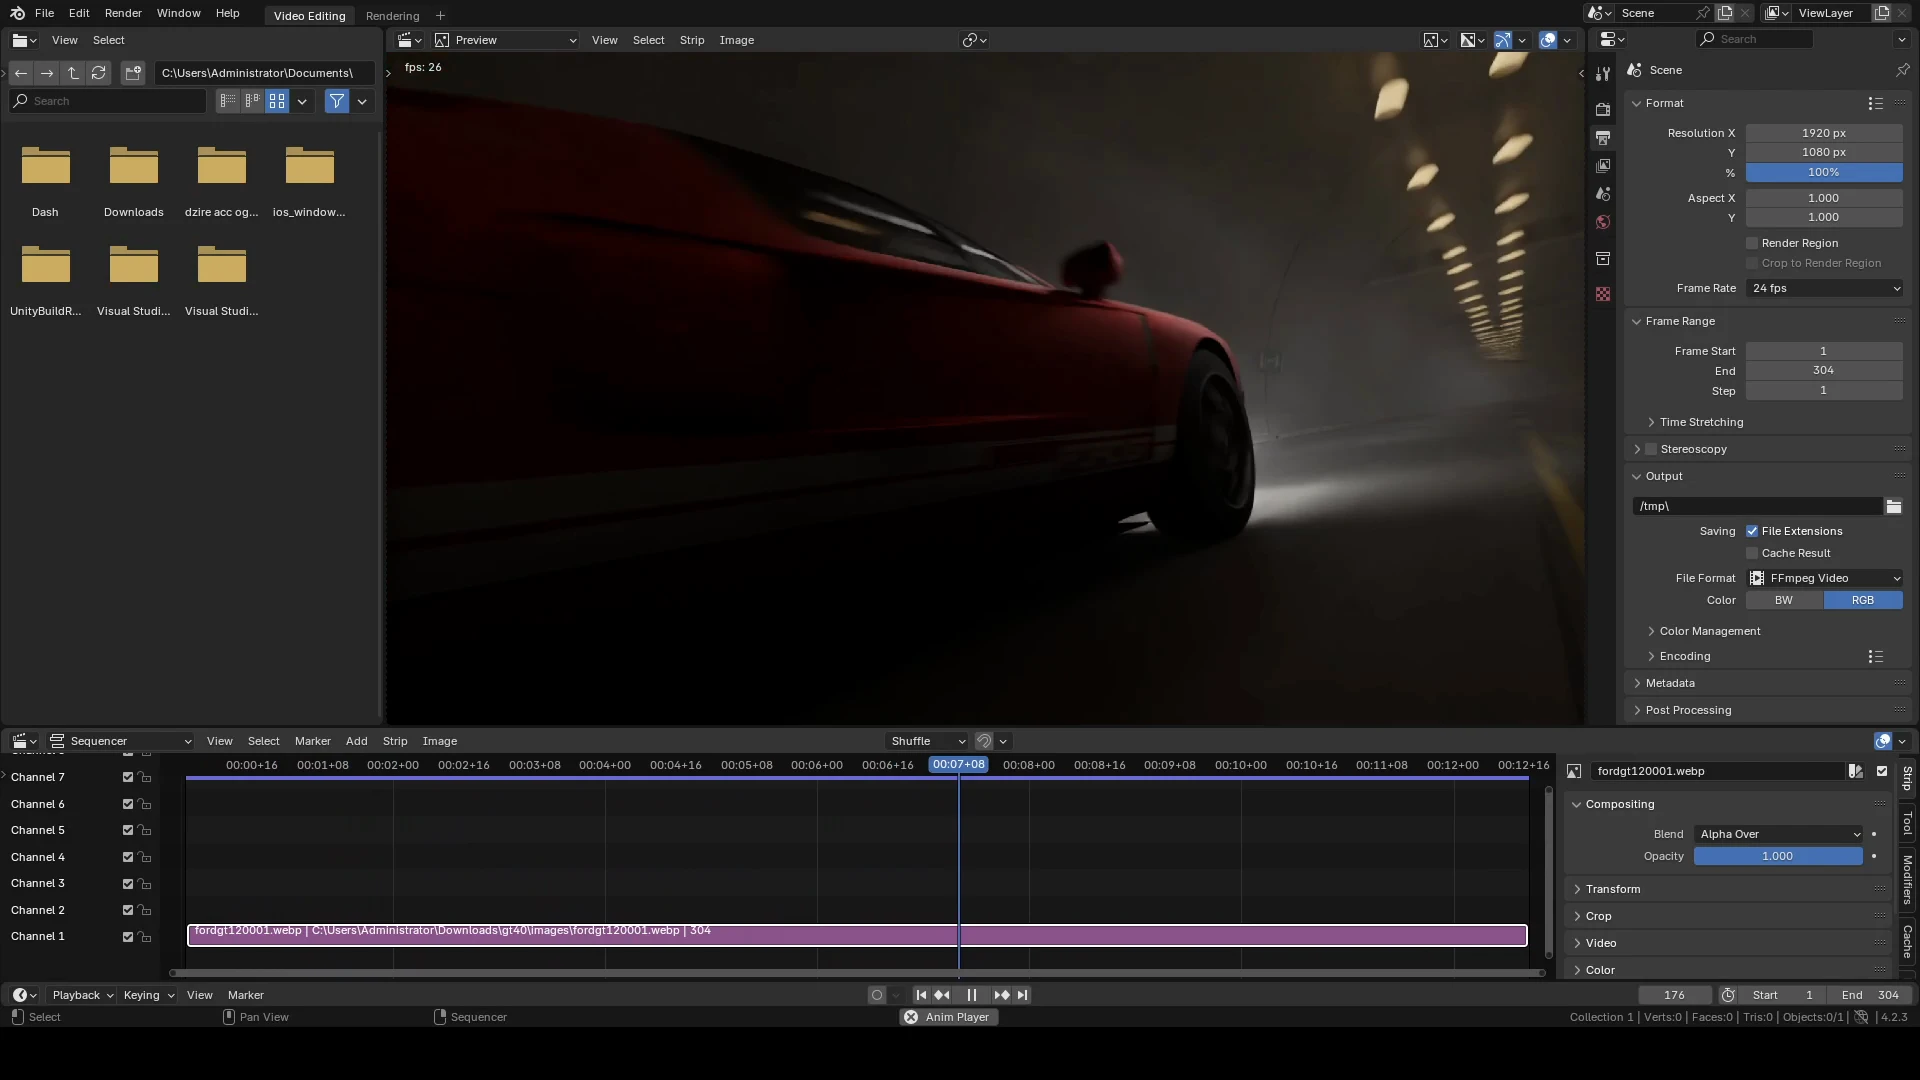 File Edit Render Window Help Video Editing Rendering + Scene ViewLayer
View Select Preview View Select Strip Image Search
C:\Users\Administrator\Documents\ fps: 26 Scene
Search
Dash Downloads dzire acc og... ios_window...
UnityBuildR... Visual Studi... Visual Studi...
Format
Resolution X 1920 px
Y 1080 px
% 100%
Aspect X 1.000
Y 1.000
Render Region
Crop to Render Region
Frame Rate 24 fps
Frame Range
Frame Start 1
End 304
Step 1
Time Stretching
Stereoscopy
Output
/tmp\
Saving File Extensions
Cache Result
File Format FFmpeg Video
Color BW RGB
Color Management
Encoding
Metadata
Post Processing
Sequencer View Select Marker Add Strip Image Shuffle
00:00+16 00:01+08 00:02+00 00:02+16 00:03+08 00:04+00 00:04+16 00:05+08 00:06+00 00:06+16 00:07+08 00:08+00 00:08+16 00:09+08 00:10+00 00:10+16 00:11+08 00:12+00 00:12+16
Channel 7
Channel 6
Channel 5
Channel 4
Channel 3
Channel 2
Channel 1
fordgt120001.webp | C:\Users\Administrator\Downloads\gt40\images\fordgt120001.webp | 304
fordgt120001.webp
Compositing
Blend Alpha Over
Opacity 1.000
Transform
Crop
Video
Color
Strip
Tool
Modifiers
Cache
Playback Keying View Marker 176 Start 1 End 304
Select Pan View Sequencer Anim Player Collection 1 | Verts:0 | Faces:0 | Tris:0 | Objects:0/1 | 4.2.3